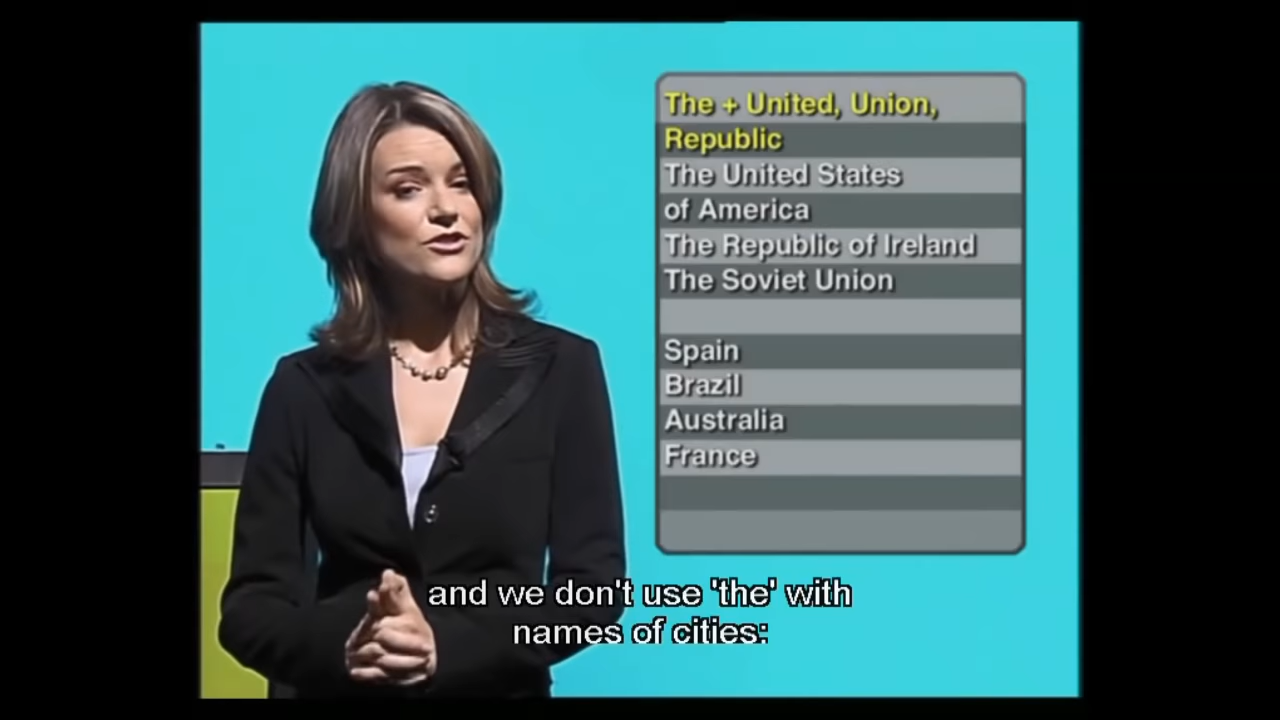 The + United, Union,
Republic
The United States
of America
The Republic of Ireland
The Soviet Union
Spain
Brazil
Australia
France
and we don't use 'the' with
names of cities: